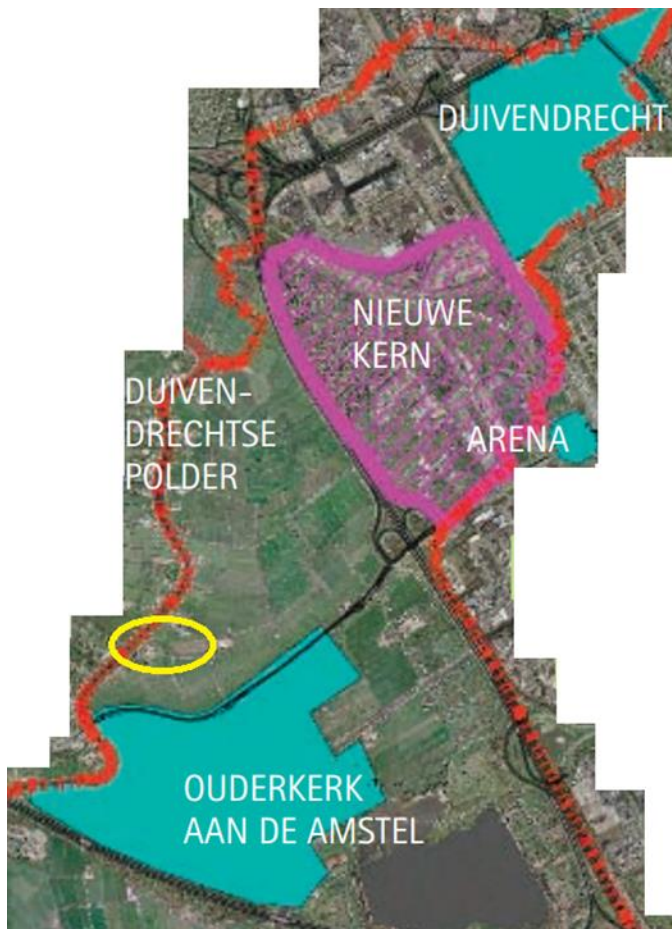 DUIVENDRECHT
NIEUWE
KERN
DUIVEN-
DRECHTSE
POLDER
ARENA
OUDERKERK
AAN DE AMSTEL